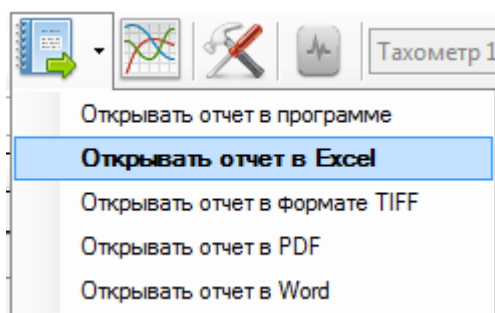 Тахометр 1
Открывать отчет в программе
Открывать отчет в Excel
Открывать отчет в формате TIFF
Открывать отчет в PDF
Открывать отчет в Word